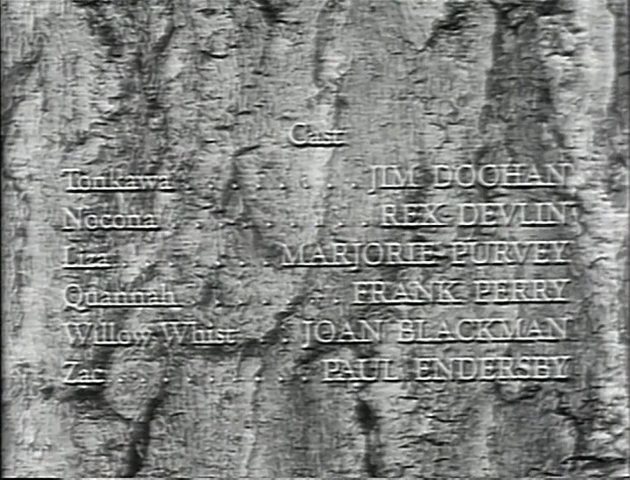 Cast
Tonkawa . . . . . . . . JIM DOOHAN
Nocona . . . . . . . REX DEVLIN
Liza . . . . . . MARJORIE PURVEY
Quannah . . . . . . FRANK PERRY
Willow Whist . . JOAN BLACKMAN
Zac . . . . . . . . PAUL ENDERSBY